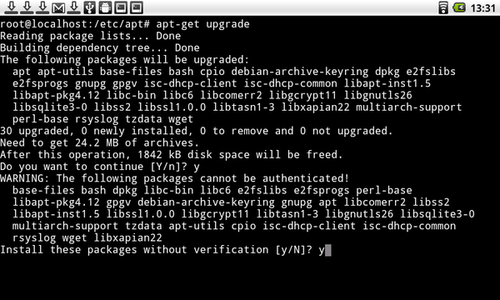 13:31
root@localhost:/etc/apt# apt-get upgrade
Reading package lists... Done
Building dependency tree... Done
The following packages will be upgraded:
apt apt-utils base-files bash cpio debian-archive-keyring dpkg e2fslibs
e2fsprogs gnupg gpgv isc-dhcp-client isc-dhcp-common libapt-inst1.5
libapt-pkg4.12 libc-bin libc6 libcomerr2 libgcrypt11 libgnutls26
libsqlite3-0 libss2 libssl1.0.0 libtasn1-3 libxapian22 multiarch-support
perl-base rsyslog tzdata wget
30 upgraded, 0 newly installed, 0 to remove and 0 not upgraded.
Need to get 24.2 MB of archives.
After this operation, 1842 kB disk space will be freed.
Do you want to continue [Y/n]? y
WARNING: The following packages cannot be authenticated!
base-files bash dpkg libc-bin libc6 e2fslibs e2fsprogs perl-base
libapt-pkg4.12 gpgv debian-archive-keyring gnupg apt libcomerr2 libss2
libapt-inst1.5 libssl1.0.0 libgcrypt11 libtasn1-3 libgnutls26 libsqlite3-0
multiarch-support tzdata apt-utils cpio isc-dhcp-client isc-dhcp-common
rsyslog wget libxapian22
Install these packages without verification [y/N]? y